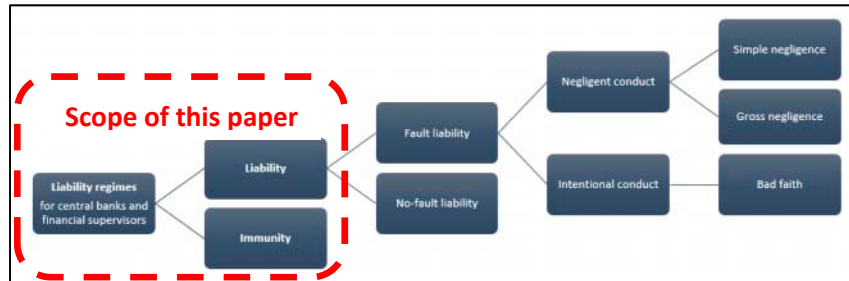 Scope of this paper
Liability regimes
for central banks and
financial supervisors
Liability
Immunity
Fault liability
No-fault liability
Negligent conduct
Intentional conduct
Simple negligence
Gross negligence
Bad faith